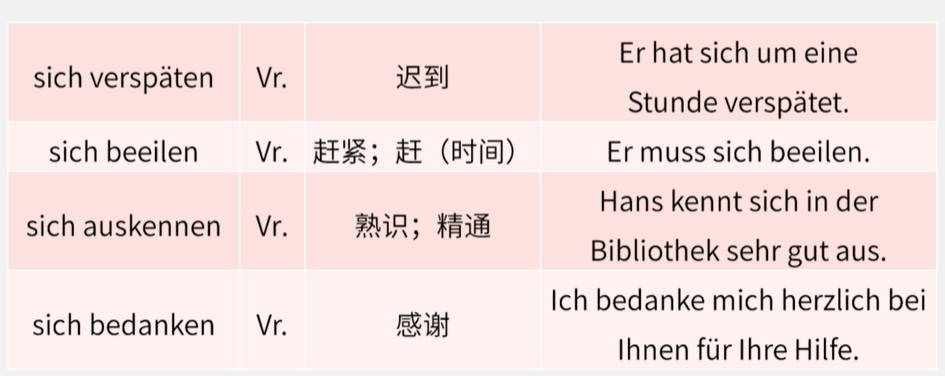 sich verspäten Vr. 迟到 Er hat sich um eine
Stunde verspätet.
sich beeilen Vr. 赶紧；赶（时间） Er muss sich beeilen.
sich auskennen Vr. 熟识；精通 Hans kennt sich in der
Bibliothek sehr gut aus.
sich bedanken Vr. 感谢 Ich bedanke mich herzlich bei
Ihnen für Ihre Hilfe.